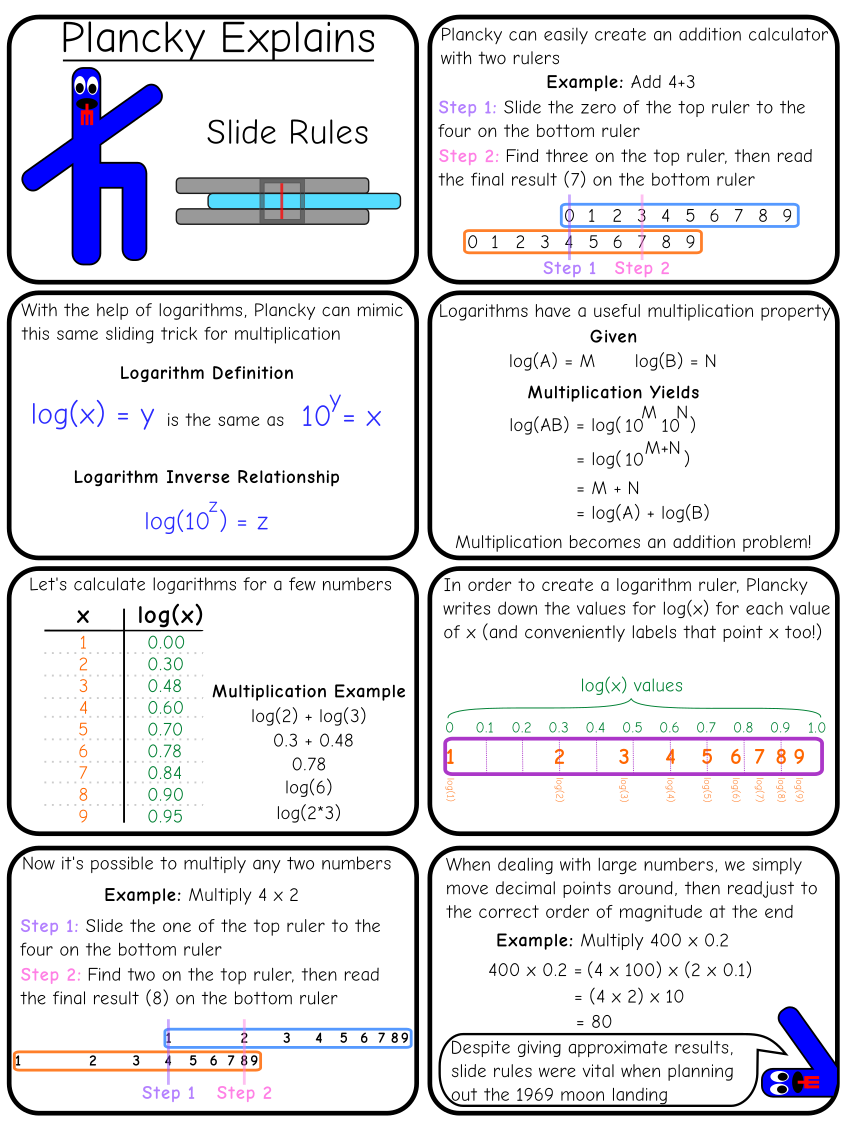 Plancky Explains
Slide Rules
Plancky can easily create an addition calculator
with two rulers
Example: Add 4+3
Step 1: Slide the zero of the top ruler to the
four on the bottom ruler
Step 2: Find three on the top ruler, then read
the final result (7) on the bottom ruler
0 1 2 3 4 5 6 7 8 9
0 1 2 3 4 5 6 7 8 9
Step 1 Step 2
With the help of logarithms, Plancky can mimic
this same sliding trick for multiplication
Logarithm Definition
log(x) = y is the same as 10^y = x
Logarithm Inverse Relationship
log(10^z) = z
Logarithms have a useful multiplication property
Given
log(A) = M log(B) = N
Multiplication Yields
log(AB) = log(10^M 10^N)
= log(10^M+N)
= M + N
= log(A) + log(B)
Multiplication becomes an addition problem!
Let's calculate logarithms for a few numbers
x log(x)
1 0.00
2 0.30
3 0.48
4 0.60
5 0.70
6 0.78
7 0.84
8 0.90
9 0.95
Multiplication Example
log(2) + log(3)
0.3 + 0.48
0.78
log(6)
log(2*3)
In order to create a logarithm ruler, Plancky
writes down the values for log(x) for each value
of x (and conveniently labels that point x too!)
log(x) values
0 0.1 0.2 0.3 0.4 0.5 0.6 0.7 0.8 0.9 1.0
1 2 3 4 5 6 7 8 9
log(1) log(2) log(3) log(4) log(5) log(6) log(7) log(8) log(9)
Now it's possible to multiply any two numbers
Example: Multiply 4 x 2
Step 1: Slide the one of the top ruler to the
four on the bottom ruler
Step 2: Find two on the top ruler, then read
the final result (8) on the bottom ruler
1 2 3 4 5 6 7 8 9
1 2 3 4 5 6 7 8 9
Step 1 Step 2
When dealing with large numbers, we simply
move decimal points around, then readjust to
the correct order of magnitude at the end
Example: Multiply 400 x 0.2
400 x 0.2 = (4 x 100) x (2 x 0.1)
= (4 x 2) x 10
= 80
Despite giving approximate results,
slide rules were vital when planning
out the 1969 moon landing